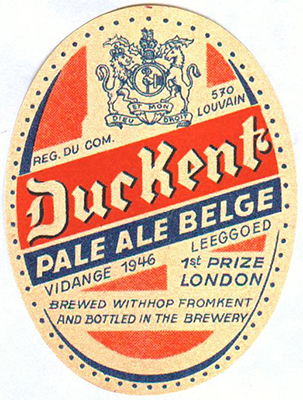 ET MON
DIEU DROIT
REG. DU COM. 570
LOUVAIN
DucKent
PALE ALE BELGE
VIDANGE 1946 LEEGGOED
1st PRIZE
LONDON
BREWED WITHHOP FROMKENT
AND BOTTLED IN THE BREWERY